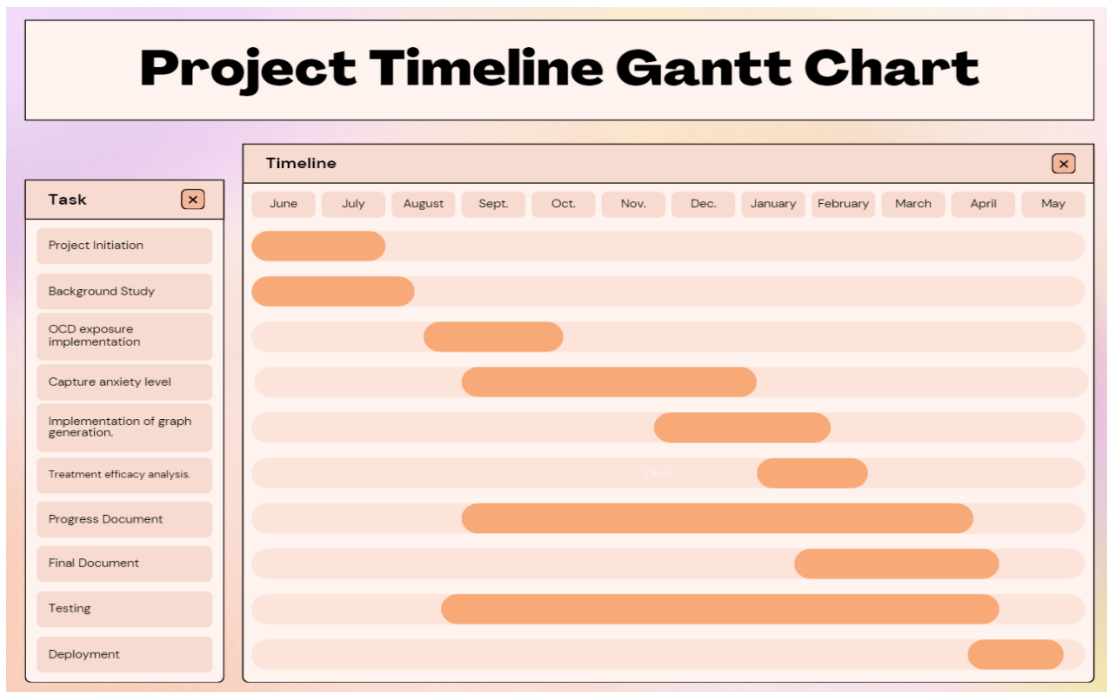 Project Timeline Gantt Chart
Timeline
Task
June July August Sept. Oct. Nov. Dec. January February March April May
Project Initiation
Background Study
OCD exposure
implementation
Capture anxiety level
Implementation of graph
generation.
Treatment efficacy analysis.
Progress Document
Final Document
Testing
Deployment